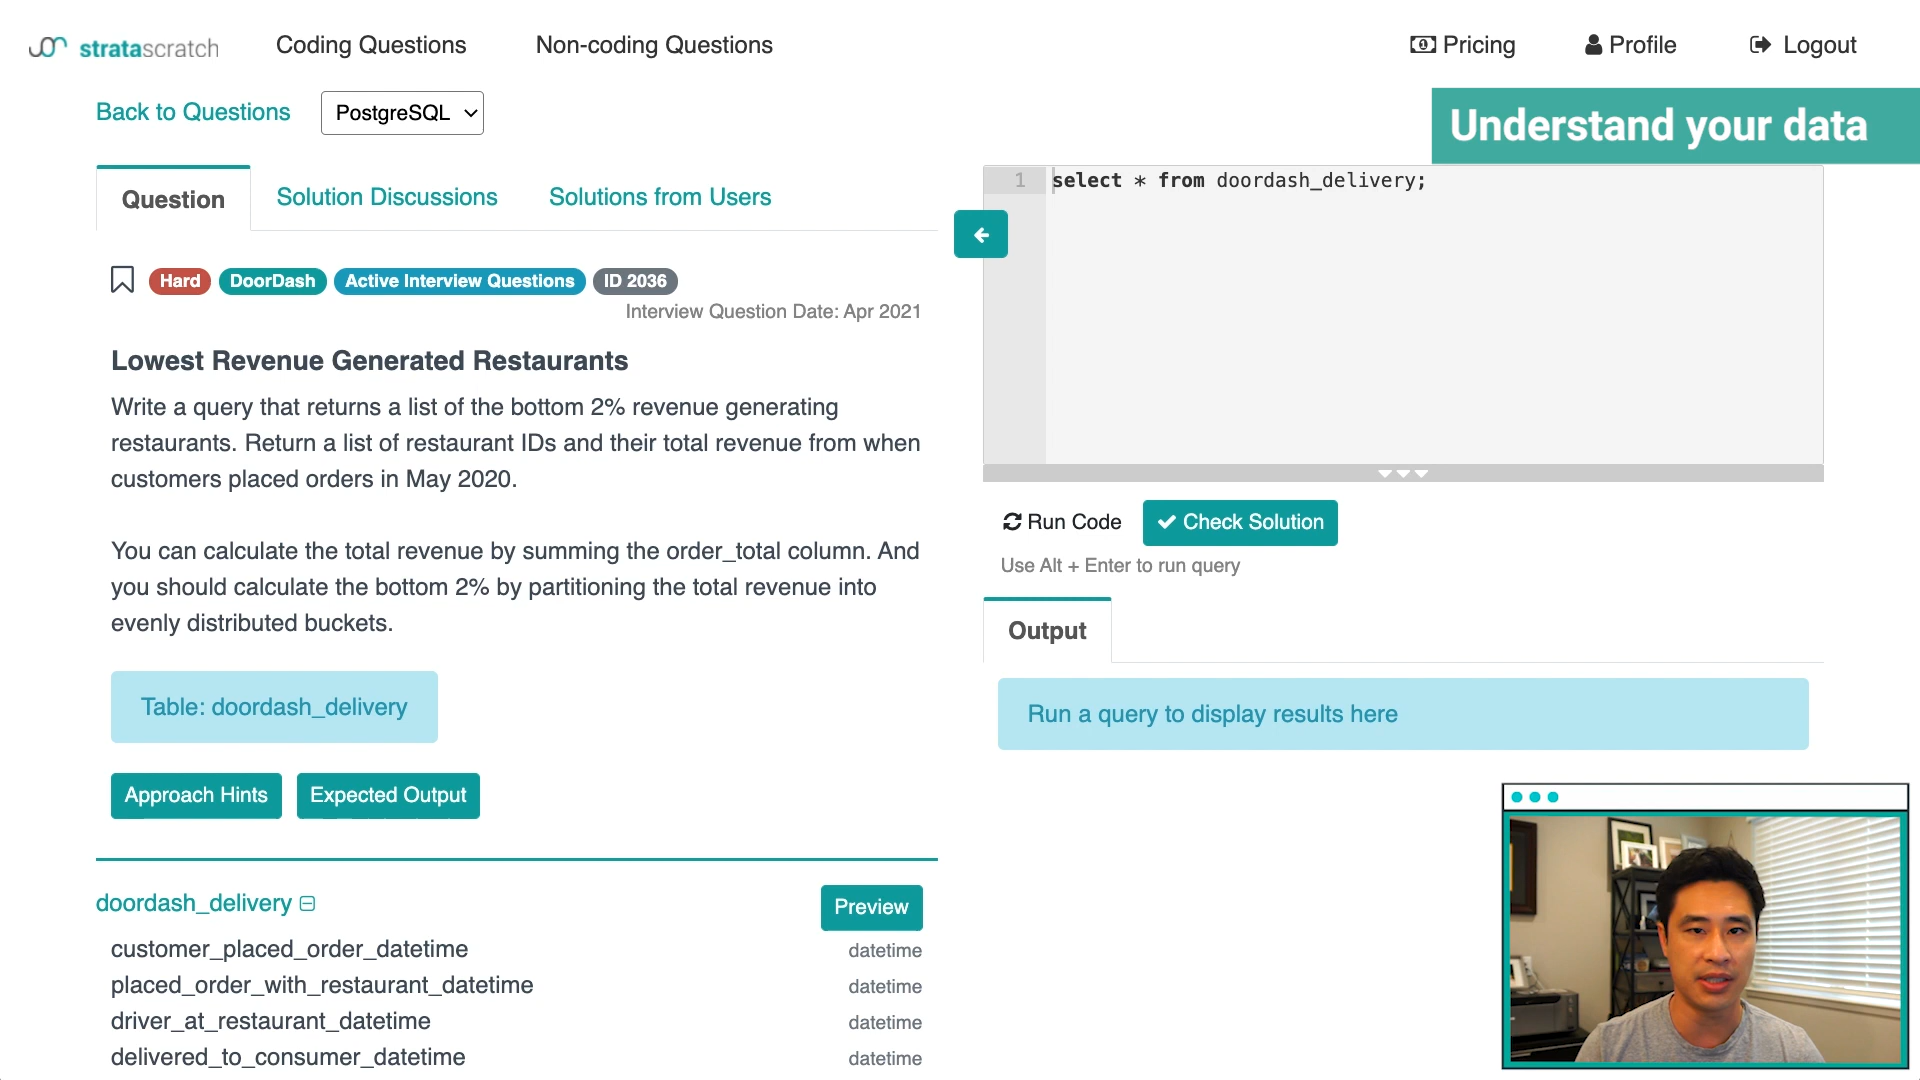 stratascratch
Coding Questions
Non-coding Questions
Pricing
Profile
Logout
Back to Questions
PostgreSQL
Understand your data
Question
Solution Discussions
Solutions from Users
Hard
DoorDash
Active Interview Questions
ID 2036
Interview Question Date: Apr 2021
Lowest Revenue Generated Restaurants
Write a query that returns a list of the bottom 2% revenue generating
restaurants. Return a list of restaurant IDs and their total revenue from when
customers placed orders in May 2020.
You can calculate the total revenue by summing the order_total column. And
you should calculate the bottom 2% by partitioning the total revenue into
evenly distributed buckets.
Table: doordash_delivery
Approach Hints
Expected Output
doordash_delivery
Preview
customer_placed_order_datetime datetime
placed_order_with_restaurant_datetime datetime
driver_at_restaurant_datetime datetime
delivered_to_consumer_datetime datetime
1 select * from doordash_delivery;
Run Code
Check Solution
Use Alt + Enter to run query
Output
Run a query to display results here